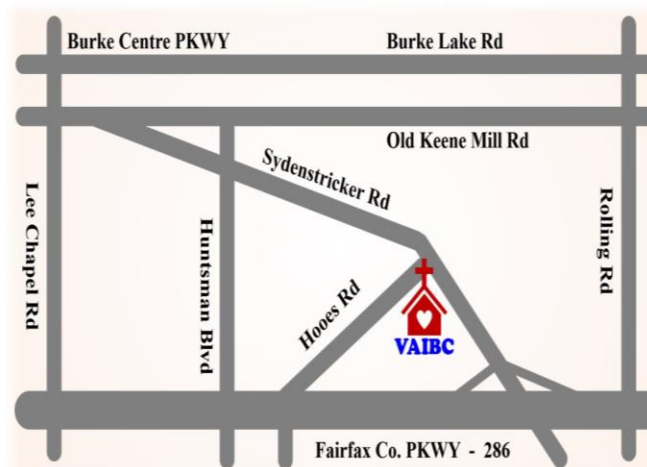 Burke Centre PKWY
Burke Lake Rd
Old Keene Mill Rd
Sydenstricker Rd
Lee Chapel Rd
Huntsman Blvd
Hooes Rd
Rolling Rd
VAIBC
Fairfax Co. PKWY - 286